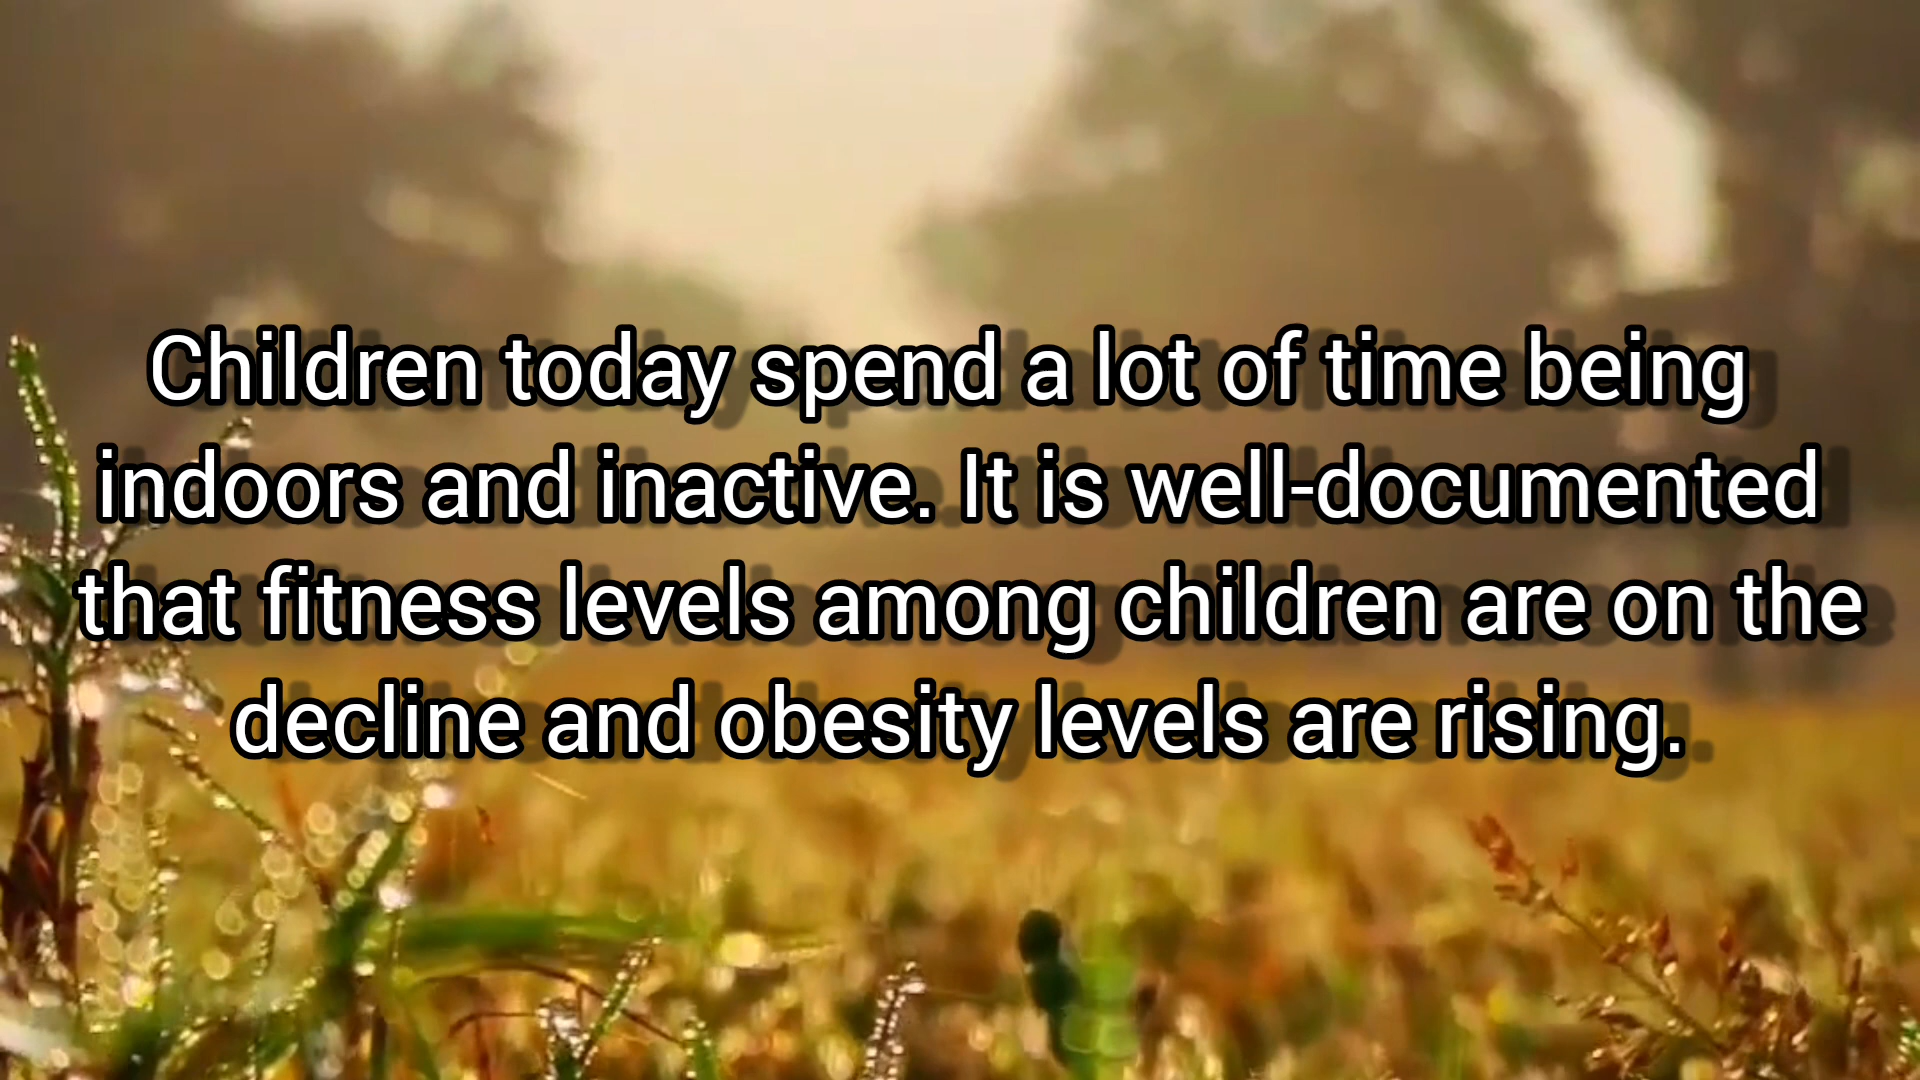 Children today spend a lot of time being
indoors and inactive. It is well-documented
that fitness levels among children are on the
decline and obesity levels are rising.